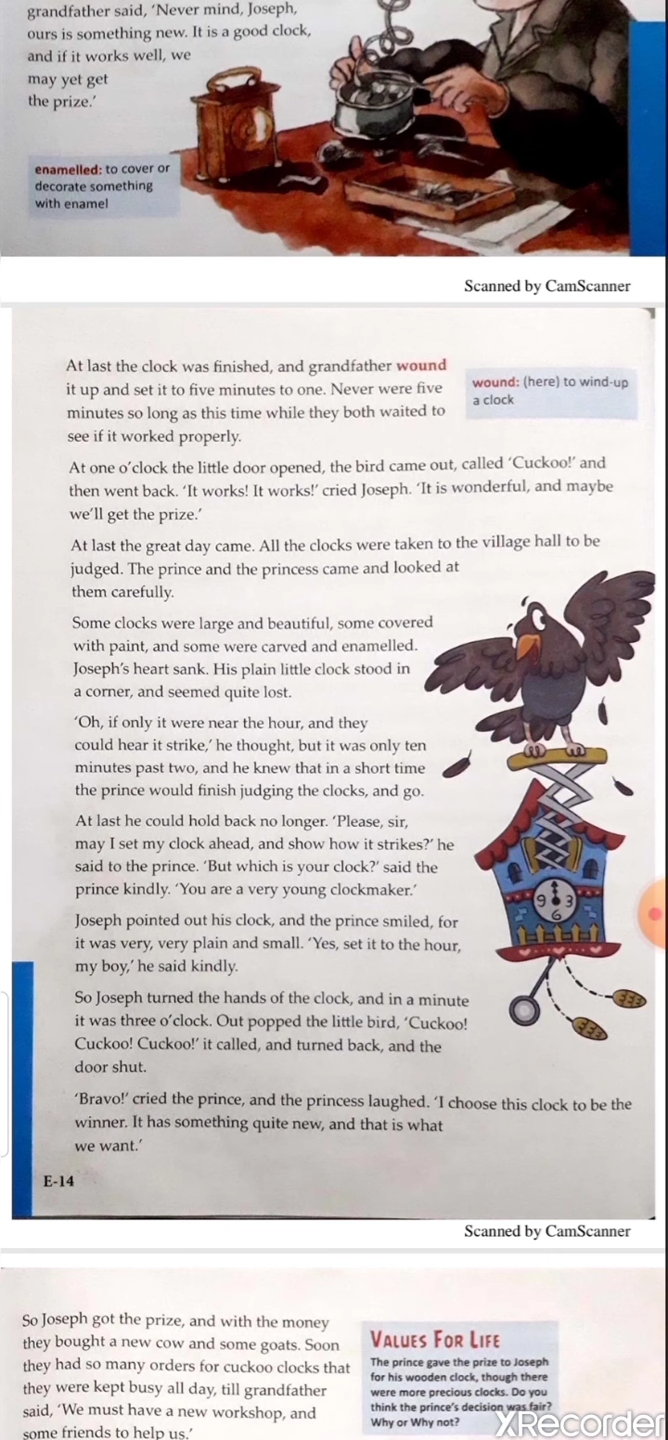 grandfather said, ‘Never mind, Joseph,
ours is something new. It is a good clock,
and if it works well, we
may yet get
the prize.’
enamelled: to cover or
decorate something
with enamel
Scanned by CamScanner
At last the clock was finished, and grandfather wound
it up and set it to five minutes to one. Never were five
minutes so long as this time while they both waited to
see if it worked properly.
wound: (here) to wind-up
a clock
At one o’clock the little door opened, the bird came out, called ‘Cuckoo!’ and
then went back. ‘It works! It works!’ cried Joseph. ‘It is wonderful, and maybe
we’ll get the prize.’
At last the great day came. All the clocks were taken to the village hall to be
judged. The prince and the princess came and looked at
them carefully.
Some clocks were large and beautiful, some covered
with paint, and some were carved and enamelled.
Joseph’s heart sank. His plain little clock stood in
a corner, and seemed quite lost.
‘Oh, if only it were near the hour, and they
could hear it strike,’ he thought, but it was only ten
minutes past two, and he knew that in a short time
the prince would finish judging the clocks, and go.
At last he could hold back no longer. ‘Please, sir,
may I set my clock ahead, and show how it strikes?’ he
said to the prince. ‘But which is your clock?’ said the
prince kindly. ‘You are a very young clockmaker.’
Joseph pointed out his clock, and the prince smiled, for
it was very, very plain and small. ‘Yes, set it to the hour,
my boy,’ he said kindly.
So Joseph turned the hands of the clock, and in a minute
it was three o’clock. Out popped the little bird, ‘Cuckoo!
Cuckoo! Cuckoo!’ it called, and turned back, and the
door shut.
9 3
6
‘Bravo!’ cried the prince, and the princess laughed. ‘I choose this clock to be the
winner. It has something quite new, and that is what
we want.’
E-14
Scanned by CamScanner
So Joseph got the prize, and with the money
they bought a new cow and some goats. Soon
they had so many orders for cuckoo clocks that
they were kept busy all day, till grandfather
said, ‘We must have a new workshop, and
some friends to help us.’
VALUES FOR LIFE
The prince gave the prize to Joseph
for his wooden clock, though there
were more precious clocks. Do you
think the prince’s decision was fair?
Why or Why not?
XRecorder